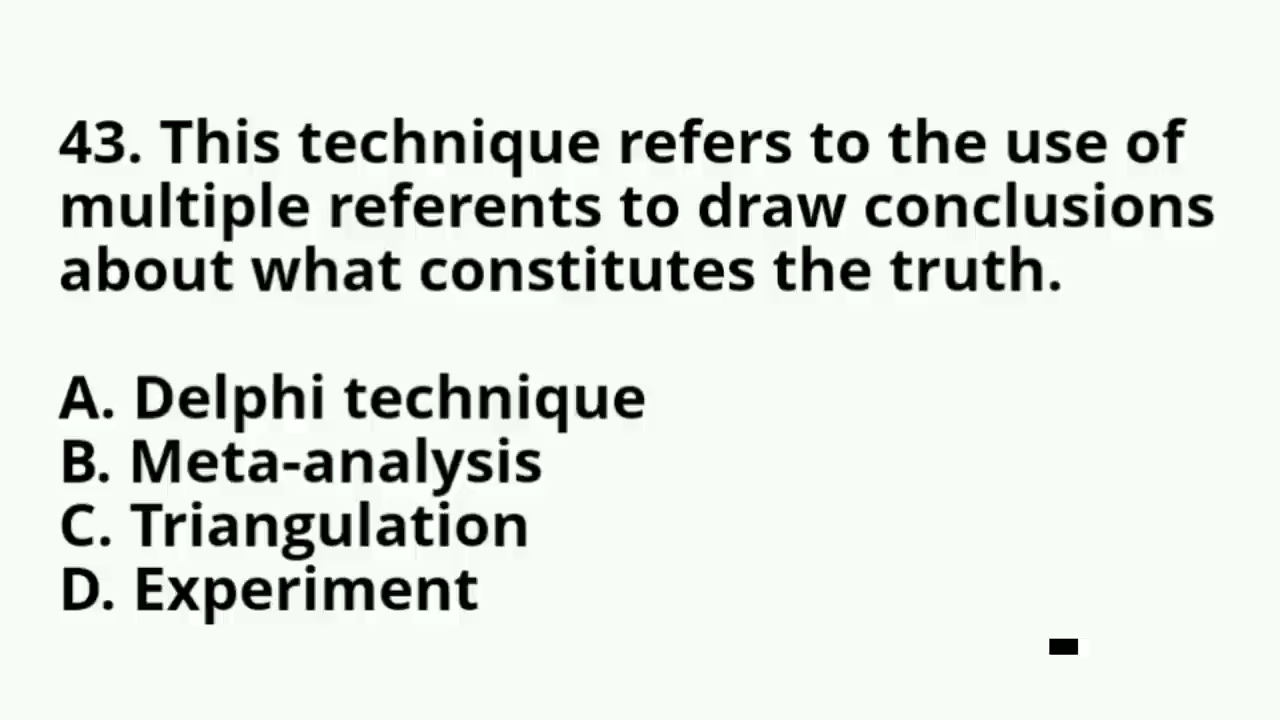 43. This technique refers to the use of
multiple referents to draw conclusions
about what constitutes the truth.
A. Delphi technique
B. Meta-analysis
C. Triangulation
D. Experiment